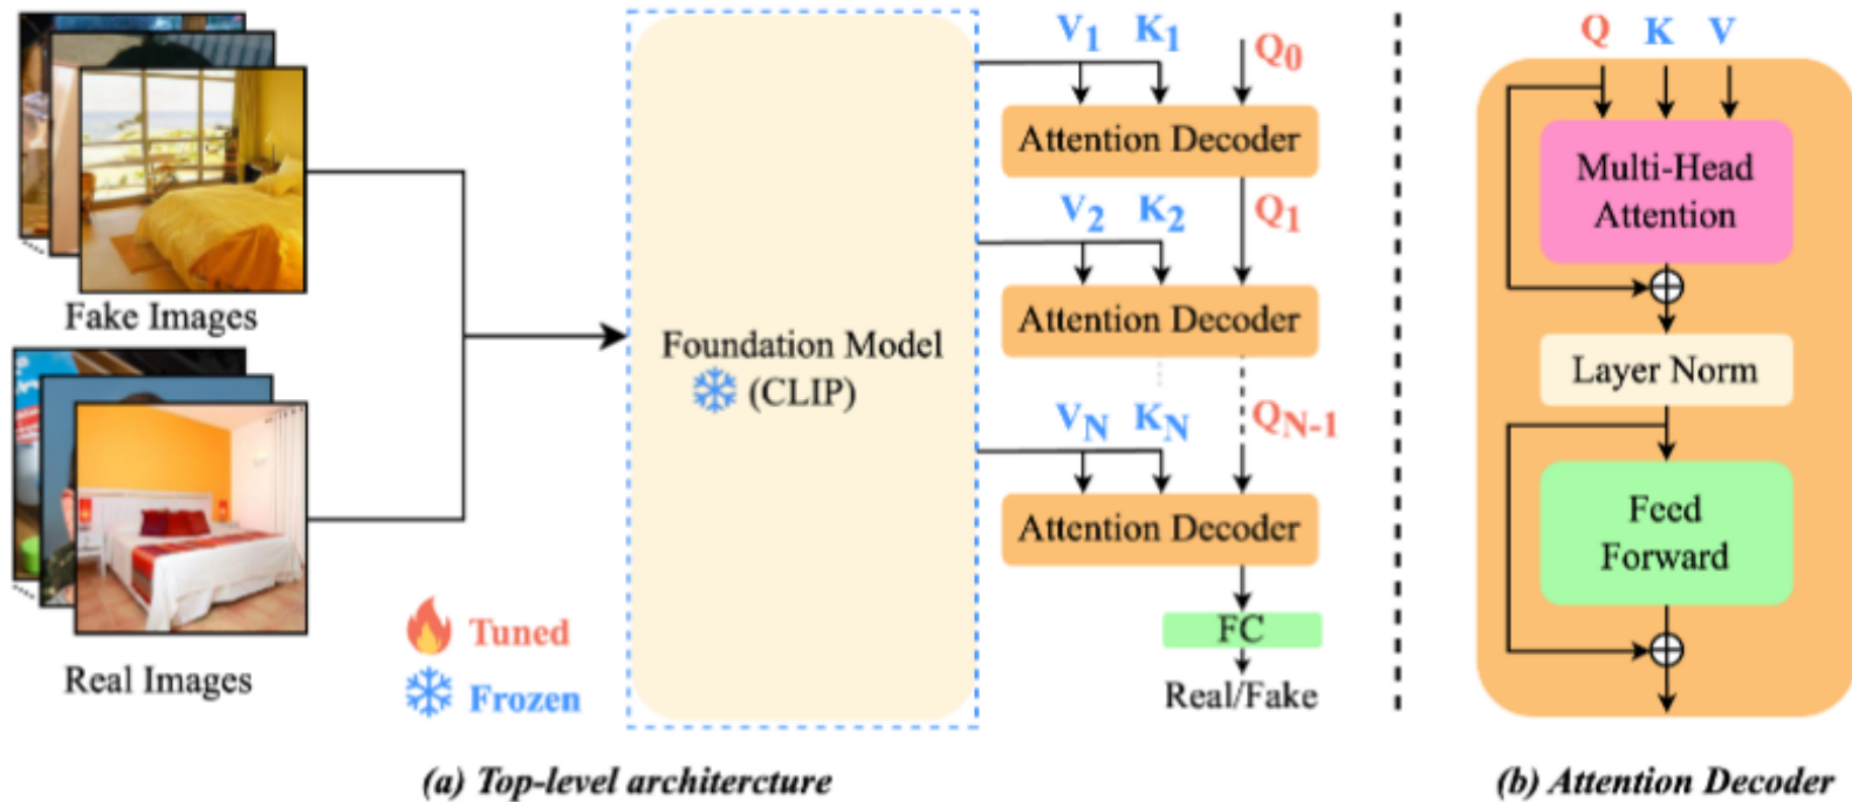 Fake Images
Real Images
Tuned
Frozen
Foundation Model
(CLIP)
V1 K1 Q0
Attention Decoder
V2 K2 Q1
Attention Decoder
VN KN QN-1
Attention Decoder
FC
Real/Fake
(a) Top-level architercture
Q K V
Multi-Head
Attention
Layer Norm
Feed
Forward
(b) Attention Decoder